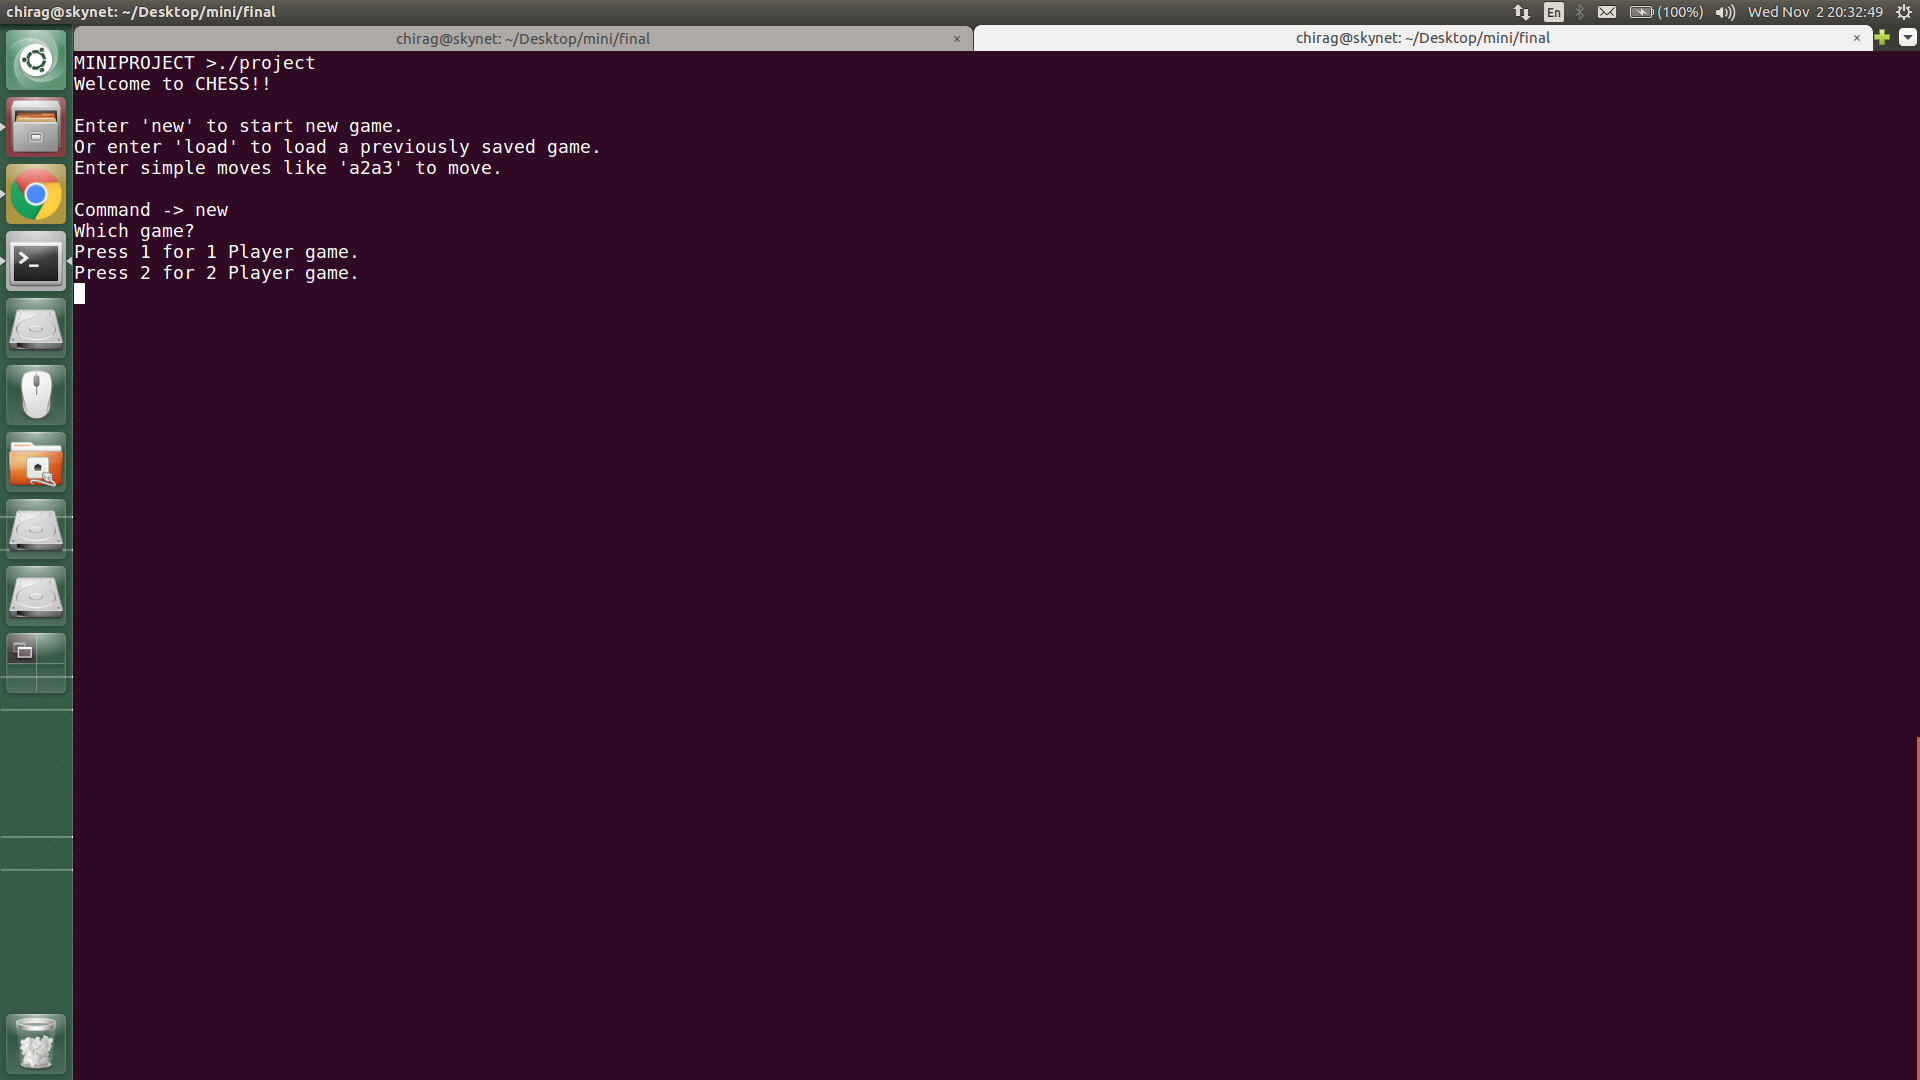 chirag@skynet: ~/Desktop/mini/final
En
(100%)
Wed Nov 2 20:32:49
chirag@skynet: ~/Desktop/mini/final ×
chirag@skynet: ~/Desktop/mini/final ×
MINIPROJECT >./project
Welcome to CHESS!!
Enter 'new' to start new game.
Or enter 'load' to load a previously saved game.
Enter simple moves like 'a2a3' to move.
Command -> new
Which game?
Press 1 for 1 Player game.
Press 2 for 2 Player game.
>_